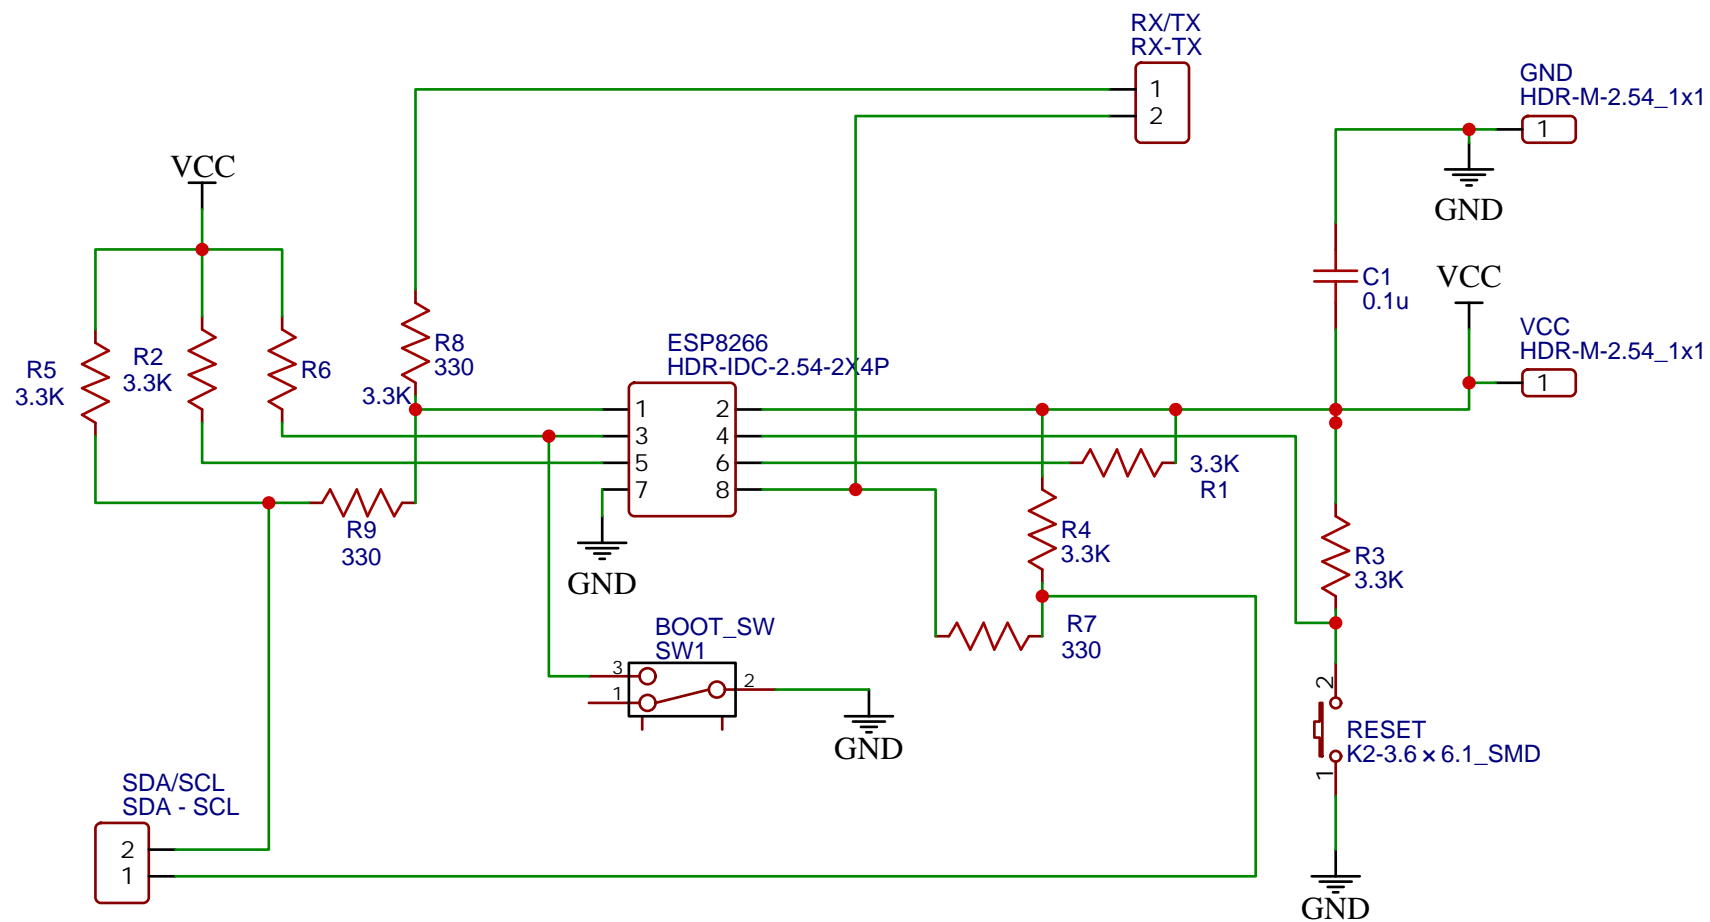 RX/TX
RX-TX
1
2
GND
HDR-M-2.54_1x1
1
GND
VCC
VCC
C1
0.1u
VCC
HDR-M-2.54_1x1
1
R5
3.3K
R2
3.3K
R6
3.3K
R8
330
ESP8266
HDR-IDC-2.54-2X4P
1
2
3
4
5
6
7
8
3.3K
R1
R9
330
GND
R4
3.3K
R3
3.3K
R7
330
BOOT_SW
SW1
3
1
2
GND
2
RESET
K2-3.6×6.1_SMD
1
GND
SDA/SCL
SDA - SCL
2
1